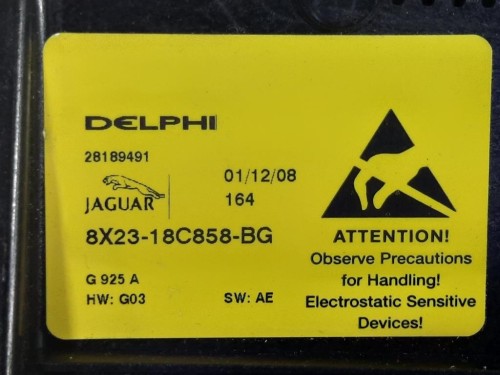 DELPHI
28189491
JAGUAR
01/12/08
164
8X23-18C858-BG
G 925 A
HW: G03
SW: AE
ATTENTION!
Observe Precautions
for Handling!
Electrostatic Sensitive
Devices!